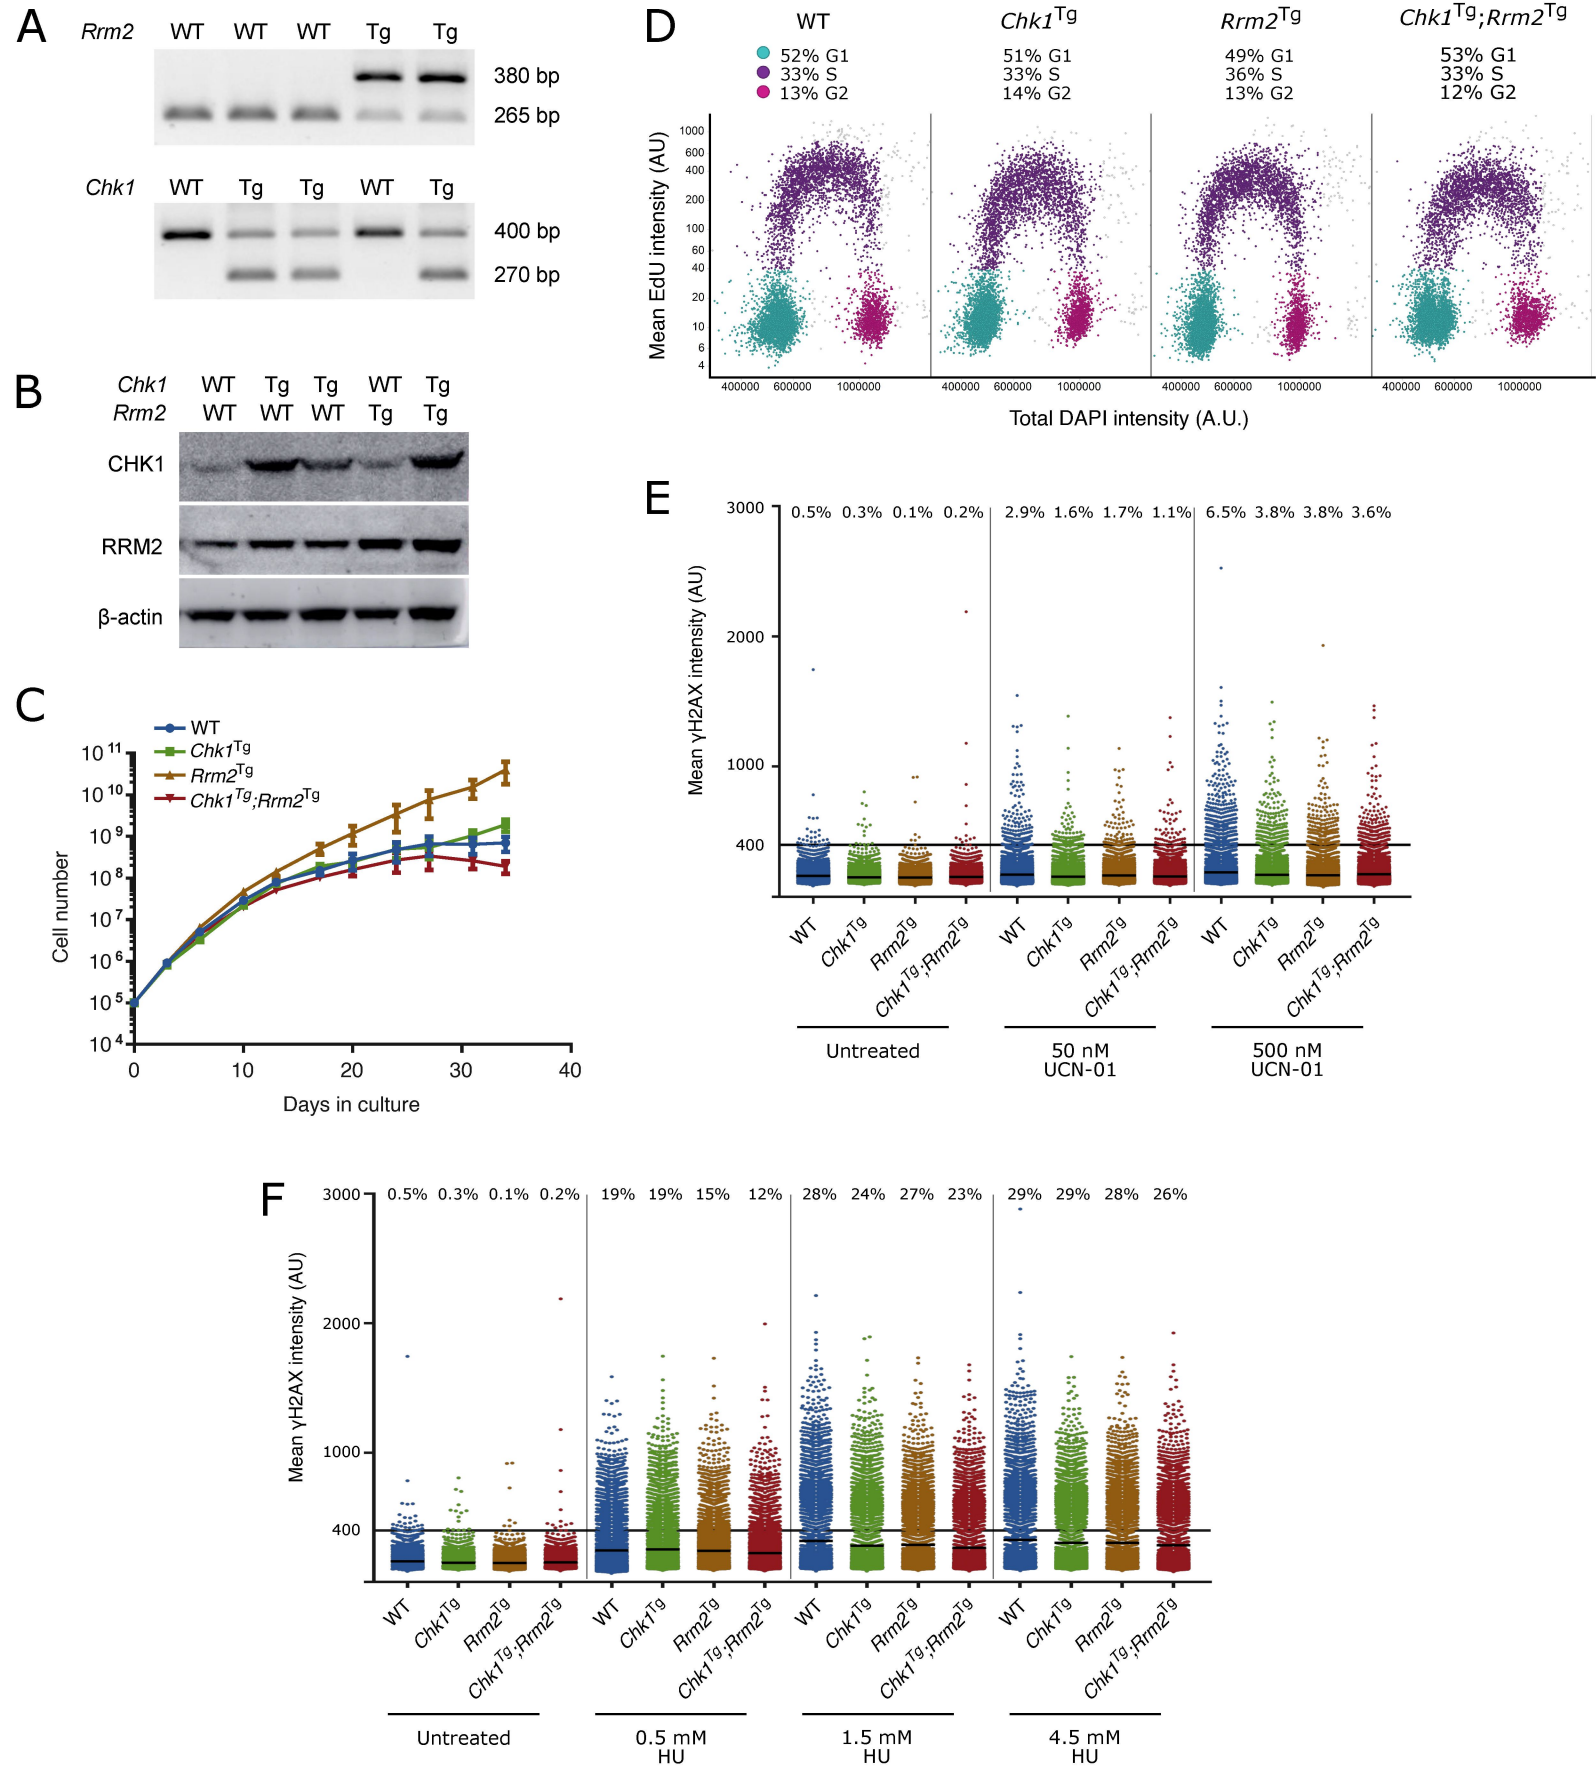 A
Rrm2 WT WT WT Tg Tg
380 bp
265 bp
Chk1 WT Tg Tg WT Tg
400 bp
270 bp
B
Chk1 WT Tg Tg WT Tg
Rrm2 WT WT WT Tg Tg
CHK1
RRM2
β-actin
C
WT
Chk1Tg
Rrm2Tg
Chk1Tg;Rrm2Tg
10 11
10 10
10 9
10 8
10 7
10 6
10 5
10 4
Cell number
0 10 20 30 40
Days in culture
D
WT Chk1Tg Rrm2Tg Chk1Tg;Rrm2Tg
52% G1 51% G1 49% G1 53% G1
33% S 33% S 36% S 33% S
13% G2 14% G2 13% G2 12% G2
Mean EdU intensity (AU)
1000
600
400
200
100
60
40
20
10
6
4
400000 600000 1000000 400000 600000 1000000 400000 600000 1000000 400000 600000 1000000
Total DAPI intensity (A.U.)
E
Mean γH2AX intensity (AU)
3000
2000
1000
400
0.5% 0.3% 0.1% 0.2% 2.9% 1.6% 1.7% 1.1% 6.5% 3.8% 3.8% 3.6%
WT Chk1Tg Rrm2Tg Chk1Tg;Rrm2Tg WT Chk1Tg Rrm2Tg Chk1Tg;Rrm2Tg WT Chk1Tg Rrm2Tg Chk1Tg;Rrm2Tg
Untreated 50 nM 500 nM
UCN-01 UCN-01
F
Mean γH2AX intensity (AU)
3000
2000
1000
400
0.5% 0.3% 0.1% 0.2% 19% 19% 15% 12% 28% 24% 27% 23% 29% 29% 28% 26%
WT Chk1Tg Rrm2Tg Chk1Tg;Rrm2Tg WT Chk1Tg Rrm2Tg Chk1Tg;Rrm2Tg WT Chk1Tg Rrm2Tg Chk1Tg;Rrm2Tg WT Chk1Tg Rrm2Tg Chk1Tg;Rrm2Tg
Untreated 0.5 mM 1.5 mM 4.5 mM
HU HU HU